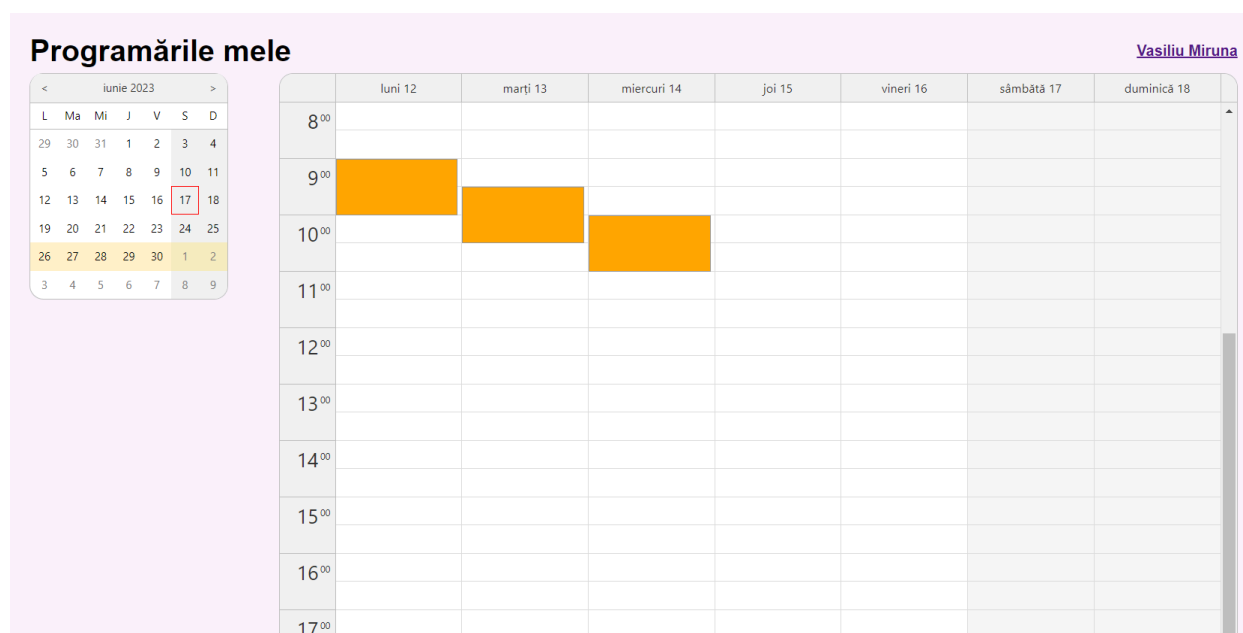 Programările mele
Vasiliu Miruna
< iunie 2023 >
L Ma Mi J V S D
29 30 31 1 2 3 4
5 6 7 8 9 10 11
12 13 14 15 16 17 18
19 20 21 22 23 24 25
26 27 28 29 30 1 2
3 4 5 6 7 8 9
luni 12 marți 13 miercuri 14 joi 15 vineri 16 sâmbătă 17 duminică 18
8 00
9 00
10 00
11 00
12 00
13 00
14 00
15 00
16 00
17 00